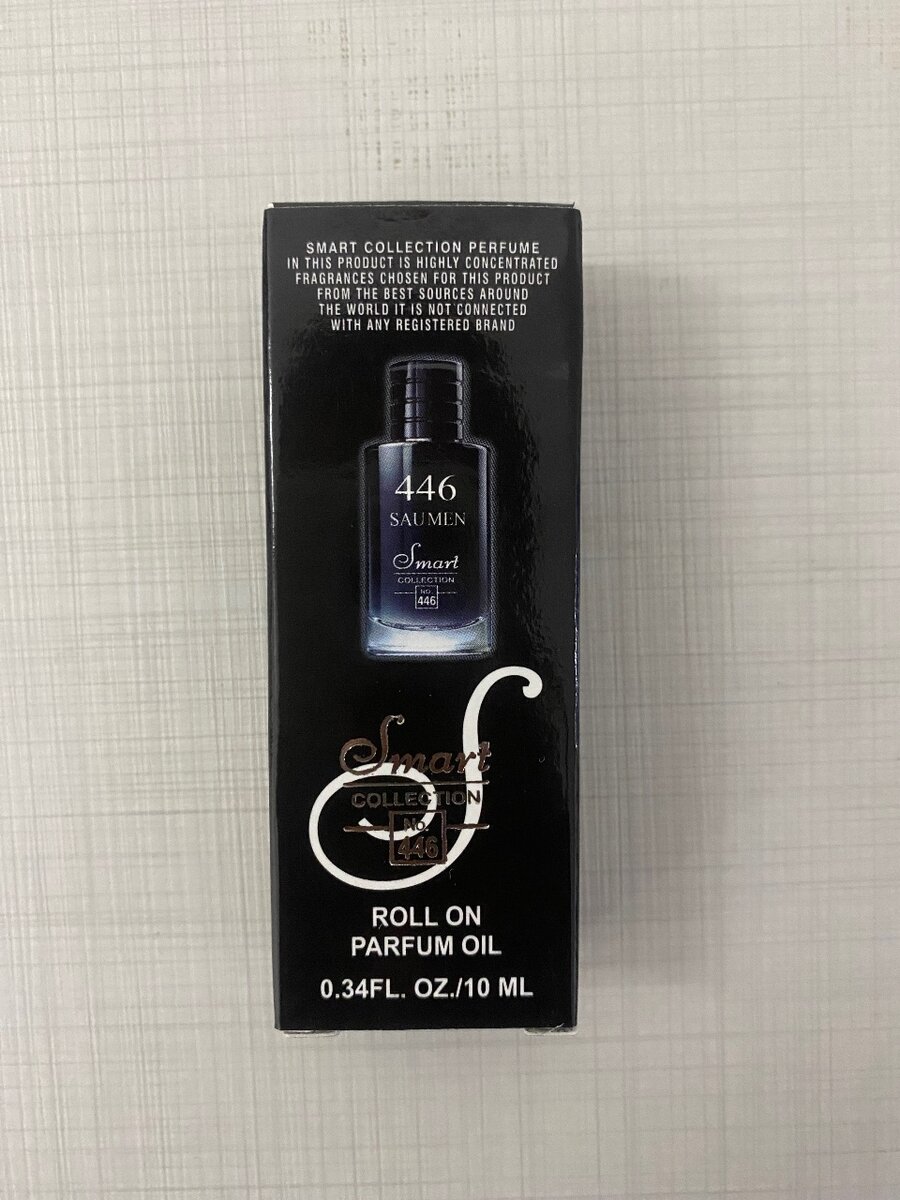 SMART COLLECTION PERFUME
IN THIS PRODUCT IS HIGHLY CONCENTRATED
FRAGRANCES CHOSEN FOR THIS PRODUCT
FROM THE BEST SOURCES AROUND
THE WORLD IT IS NOT CONNECTED
WITH ANY REGISTERED BRAND
446
SAUMEN
Smart
COLLECTION
NO.
446
Smart
COLLECTION
No.
446
ROLL ON
PARFUM OIL
0.34FL. OZ./10 ML